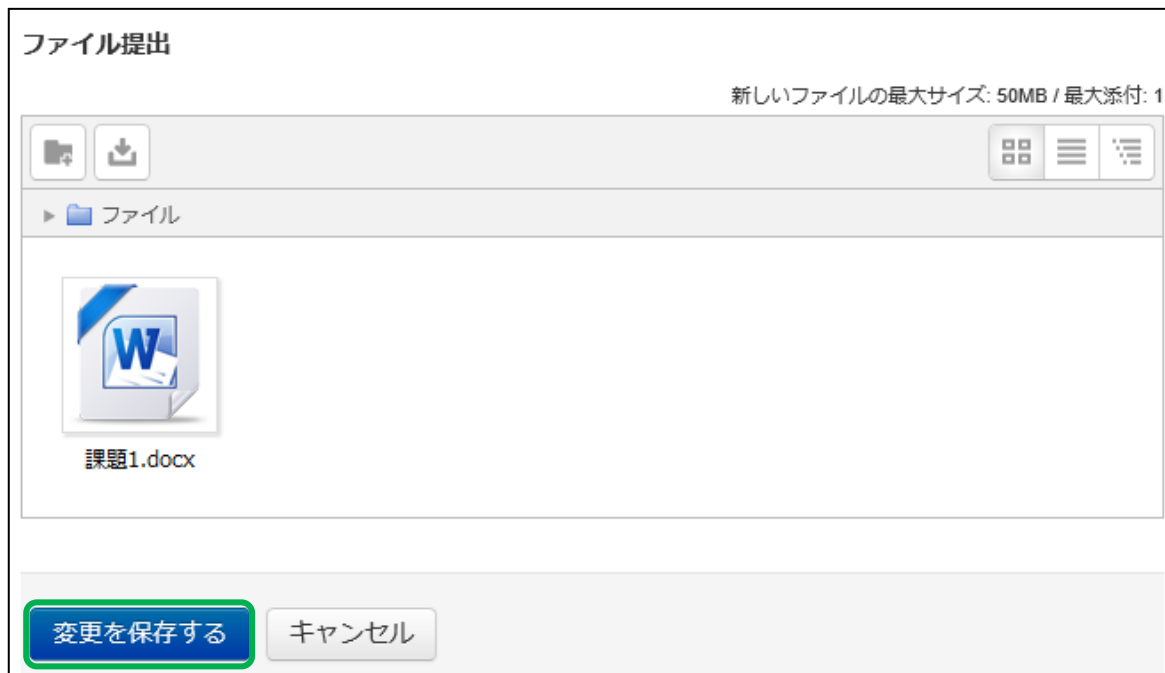 ファイル提出
新しいファイルの最大サイズ: 50MB / 最大添付: 1
ファイル
W
課題1.docx
変更を保存する
キャンセル